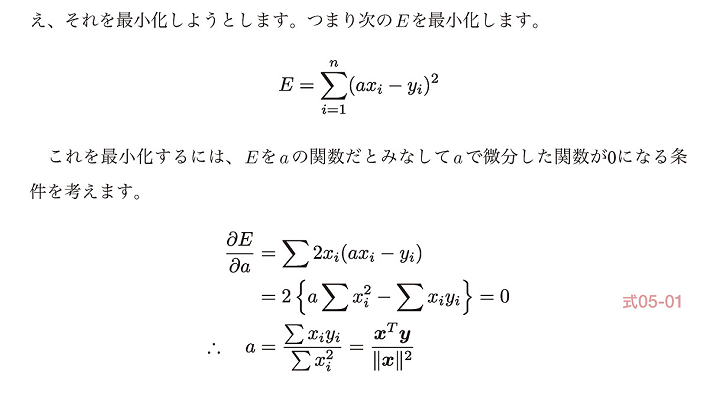 え、それを最小化しようとします。つまり次のEを最小化します。
E = \sum_{i=1}^{n} (ax_i − y_i)^2
これを最小化するには、Eをaの関数だとみなしてaで微分した関数が0になる条
件を考えます。
\frac{∂E}{∂a} = \sum 2x_i(ax_i − y_i)
= 2 \left\{ a \sum x_i^2 − \sum x_i y_i \right\} = 0 式05-01
∴ a = \frac{\sum x_i y_i}{\sum x_i^2} = \frac{\boldsymbol{x}^T \boldsymbol{y}}{\|\boldsymbol{x}\|^2}